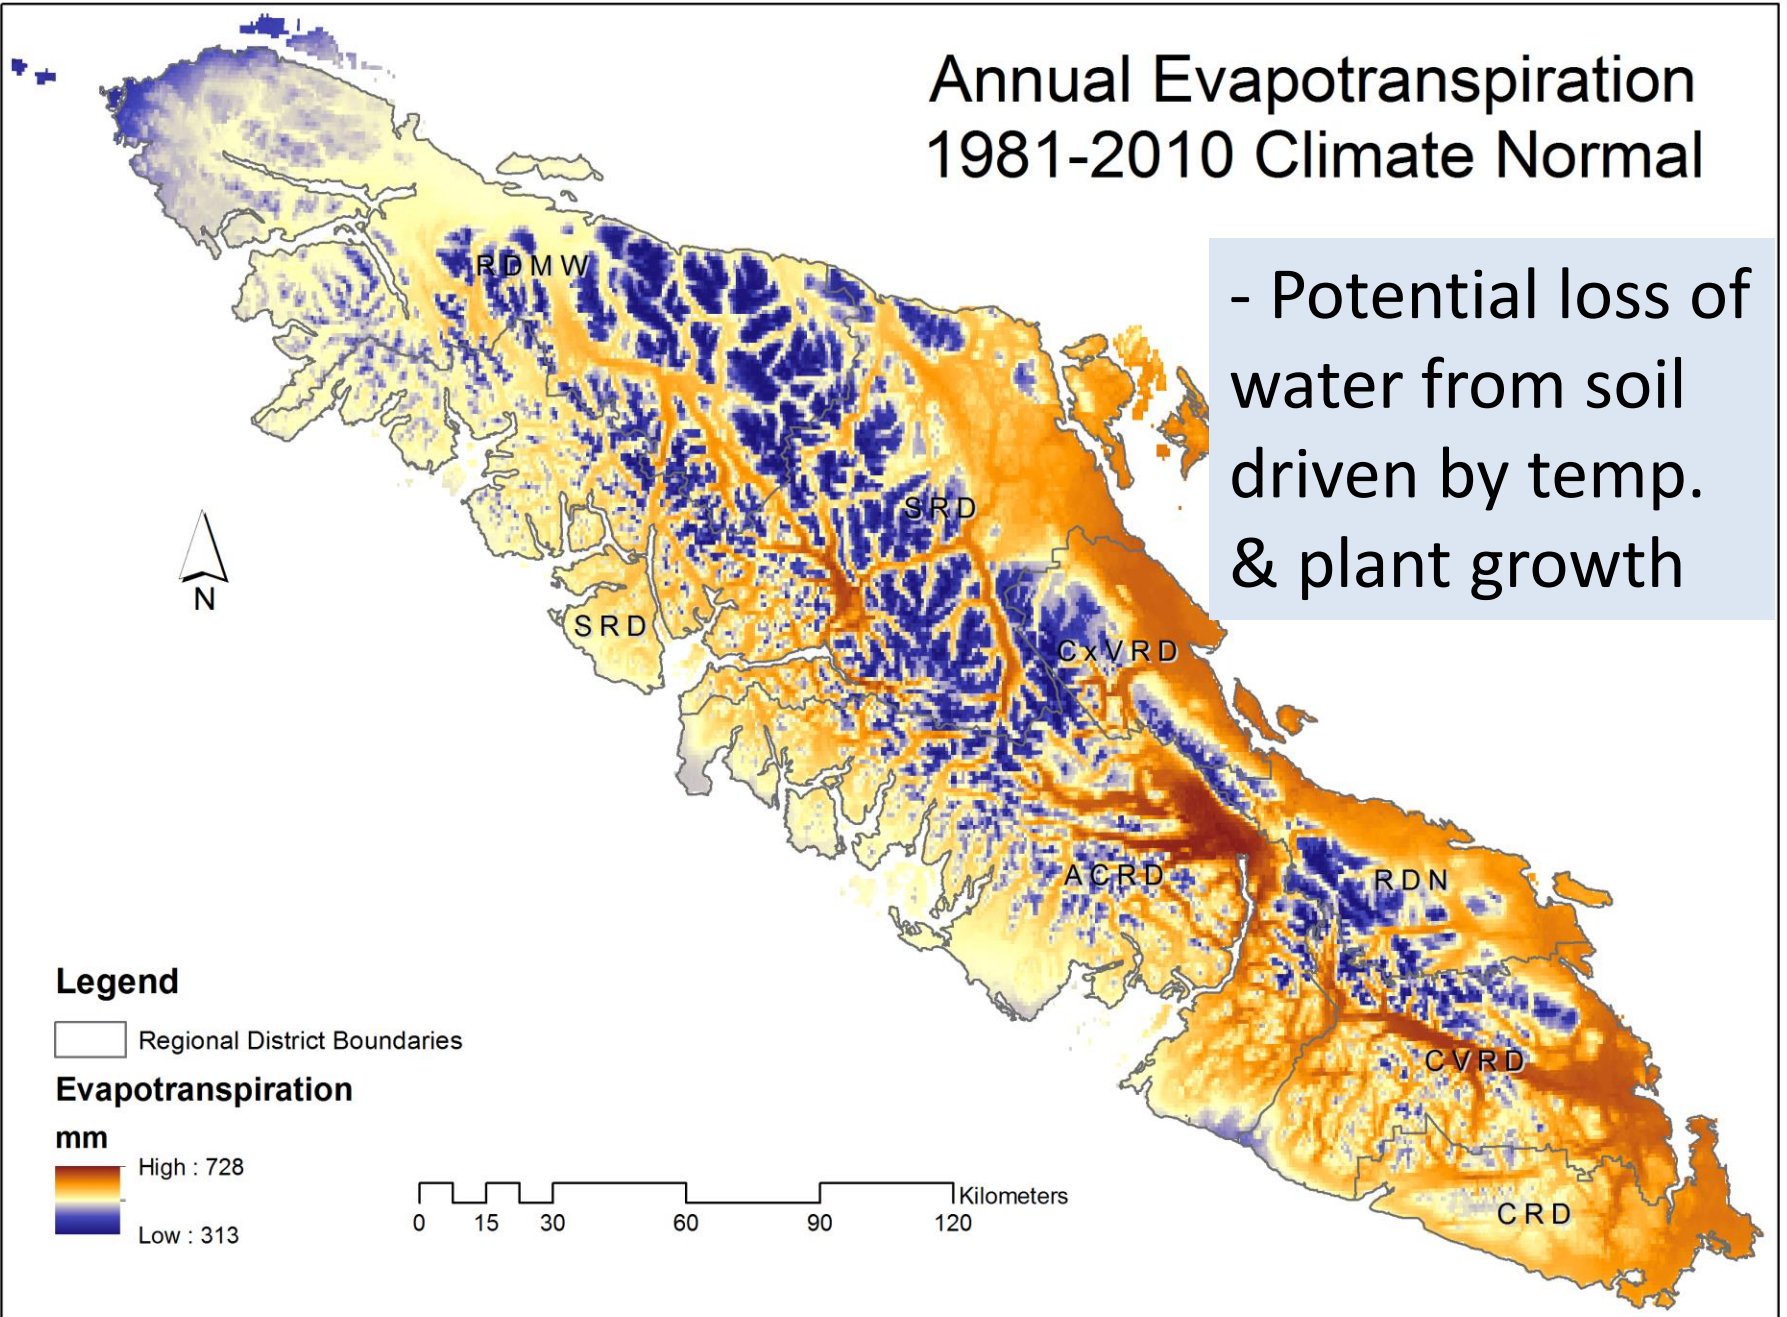 Annual Evapotranspiration
1981-2010 Climate Normal
- Potential loss of
water from soil
driven by temp.
& plant growth
RDMW
SRD
SRD
CxVRD
ACRD
RDN
CVRD
CRD
N
Legend
Regional District Boundaries
Evapotranspiration
mm
High : 728
Low : 313
Kilometers
0 15 30 60 90 120